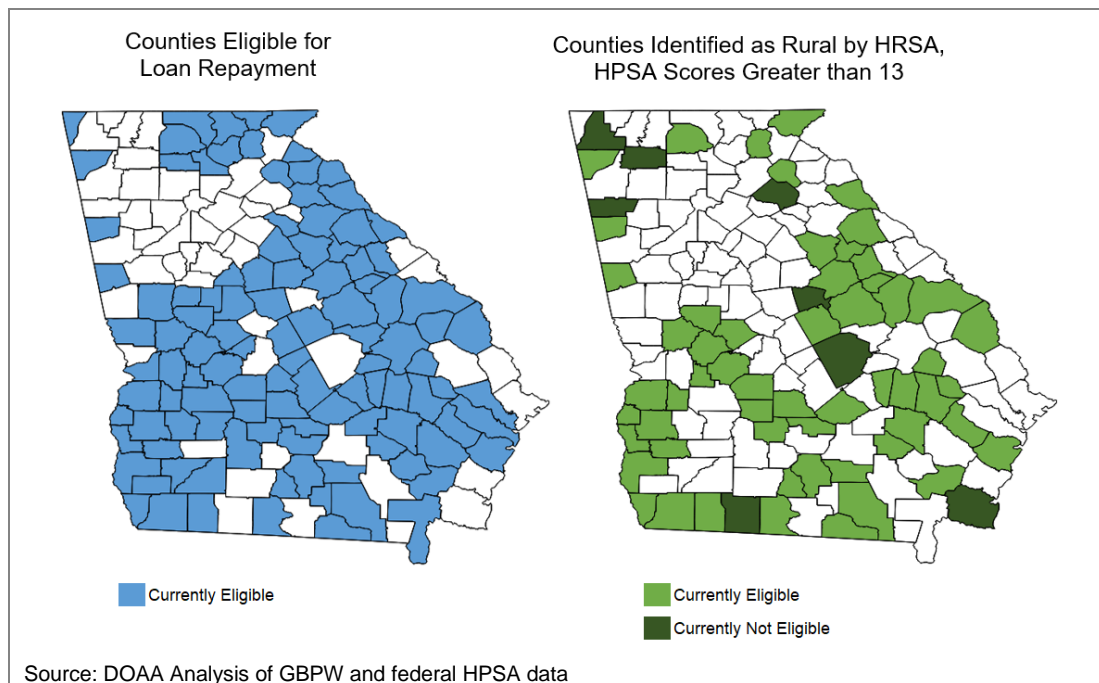 Counties Eligible for
Loan Repayment
Counties Identified as Rural by HRSA,
HPSA Scores Greater than 13
Currently Eligible
Currently Eligible
Currently Not Eligible
Source: DOAA Analysis of GBPW and federal HPSA data